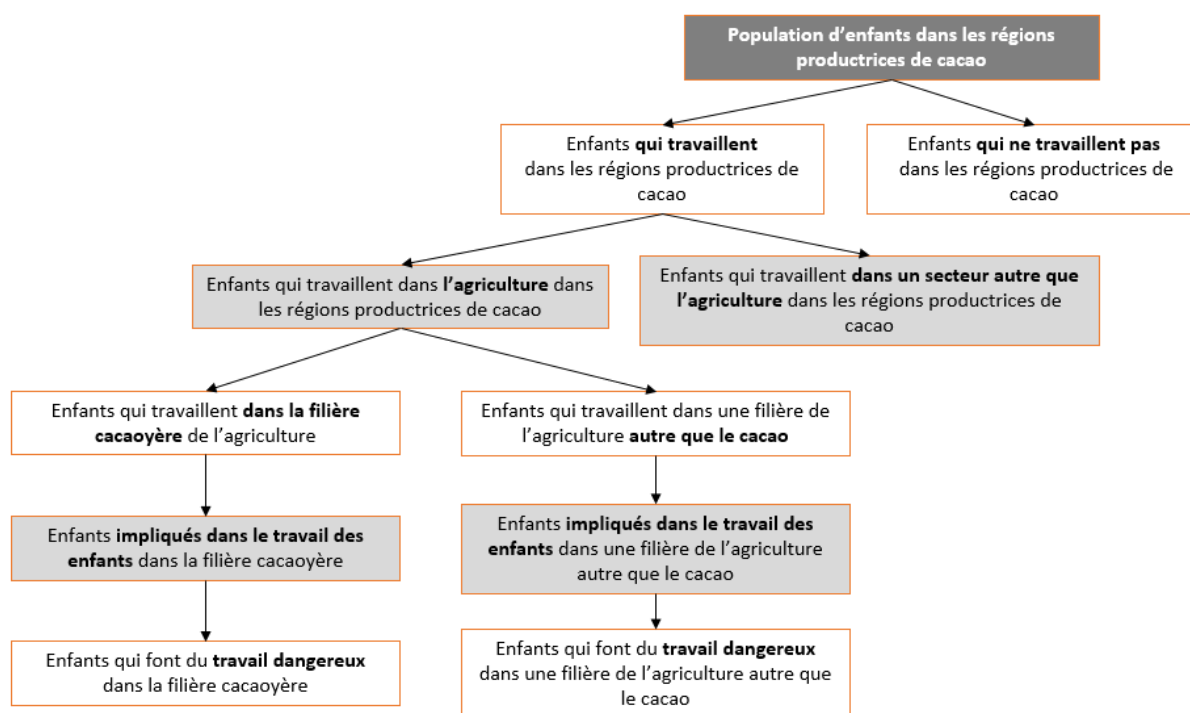 Population d'enfants dans les régions
productrices de cacao
Enfants qui travaillent
dans les régions productrices de
cacao
Enfants qui ne travaillent pas
dans les régions productrices de
cacao
Enfants qui travaillent dans l'agriculture dans
les régions productrices de cacao
Enfants qui travaillent dans un secteur autre que
l'agriculture dans les régions productrices de
cacao
Enfants qui travaillent dans la filière
cacaoyère de l'agriculture
Enfants qui travaillent dans une filière de
l'agriculture autre que le cacao
Enfants impliqués dans le travail des
enfants dans la filière cacaoyère
Enfants impliqués dans le travail des
enfants dans une filière de l'agriculture
autre que le cacao
Enfants qui font du travail dangereux
dans la filière cacaoyère
Enfants qui font du travail dangereux
dans une filière de l'agriculture autre que
le cacao